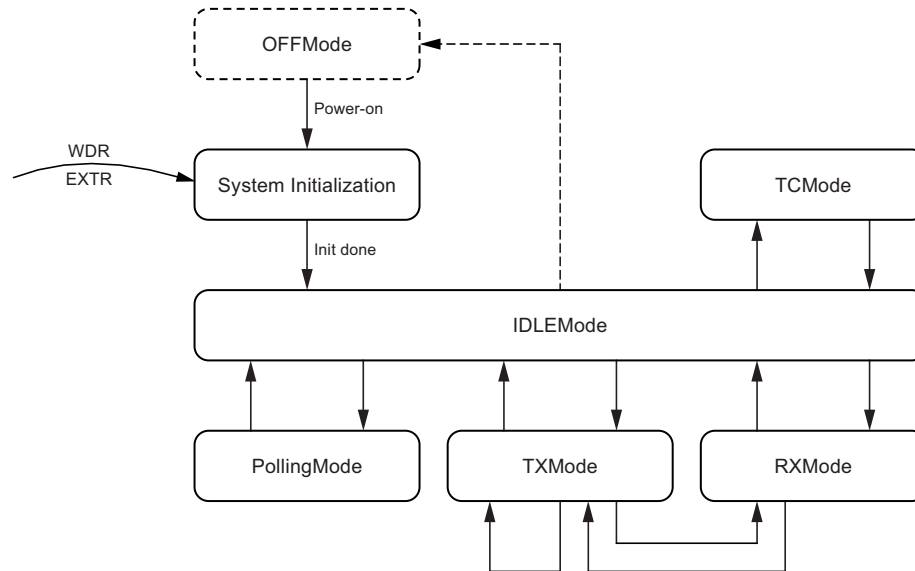 OFFMode
Power-on
WDR
EXTR
System Initialization
TCMode
Init done
IDLEMode
PollingMode
TXMode
RXMode